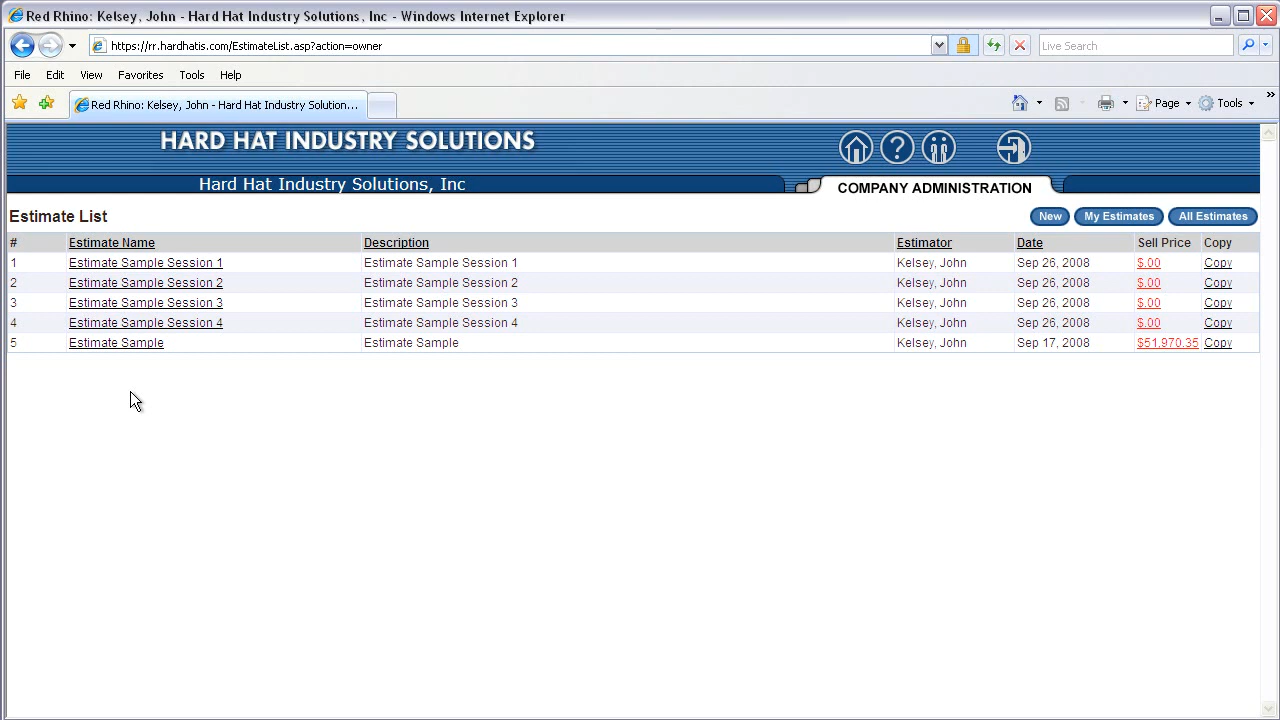 Red Rhino: Kelsey, John - Hard Hat Industry Solutions, Inc - Windows Internet Explorer
https://rr.hardhatis.com/EstimateList.asp?action=owner
Live Search
File Edit View Favorites Tools Help
Red Rhino: Kelsey, John - Hard Hat Industry Solution...
Page Tools
HARD HAT INDUSTRY SOLUTIONS
Hard Hat Industry Solutions, Inc
COMPANY ADMINISTRATION
Estimate List New My Estimates All Estimates
# Estimate Name Description Estimator Date Sell Price Copy
1 Estimate Sample Session 1 Estimate Sample Session 1 Kelsey, John Sep 26, 2008 $.00 Copy
2 Estimate Sample Session 2 Estimate Sample Session 2 Kelsey, John Sep 26, 2008 $.00 Copy
3 Estimate Sample Session 3 Estimate Sample Session 3 Kelsey, John Sep 26, 2008 $.00 Copy
4 Estimate Sample Session 4 Estimate Sample Session 4 Kelsey, John Sep 26, 2008 $.00 Copy
5 Estimate Sample Estimate Sample Kelsey, John Sep 17, 2008 $51,970.35 Copy